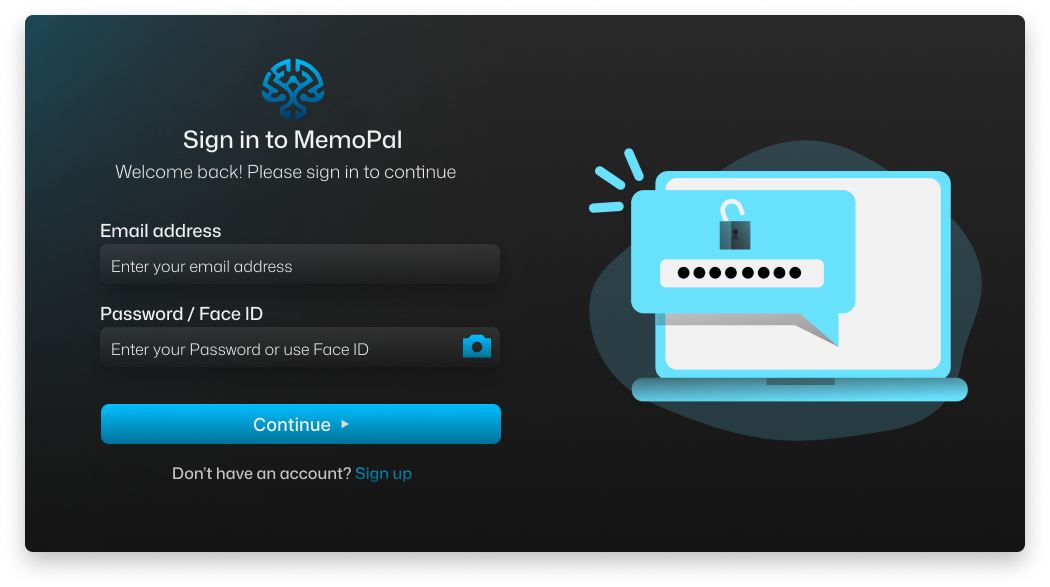 Sign in to MemoPal
Welcome back! Please sign in to continue
Email address
Enter your email address
Password / Face ID
Enter your Password or use Face ID
Continue
Don’t have an account? Sign up